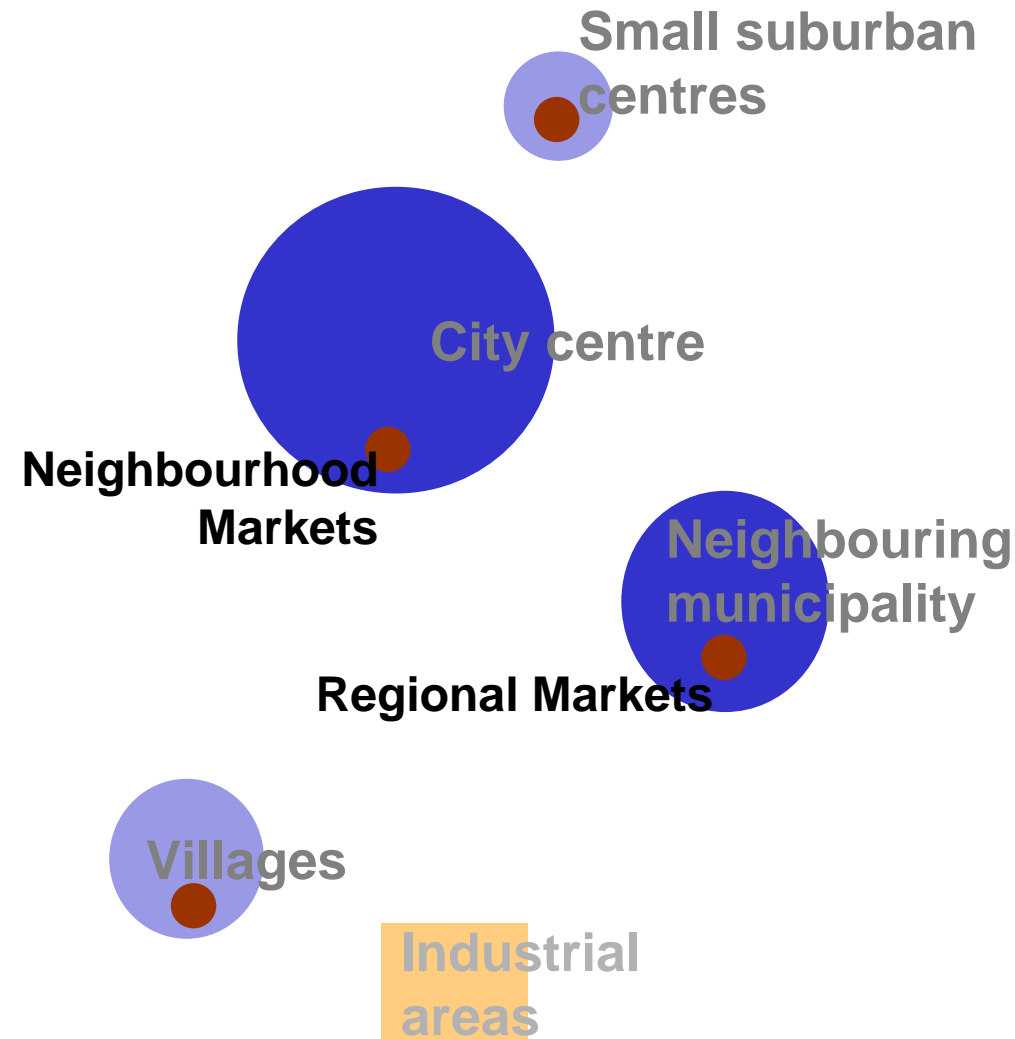 Small suburban
centres
City centre
Neighbourhood
Markets
Neighbouring
municipality
Regional Markets
Villages
Industrial
areas